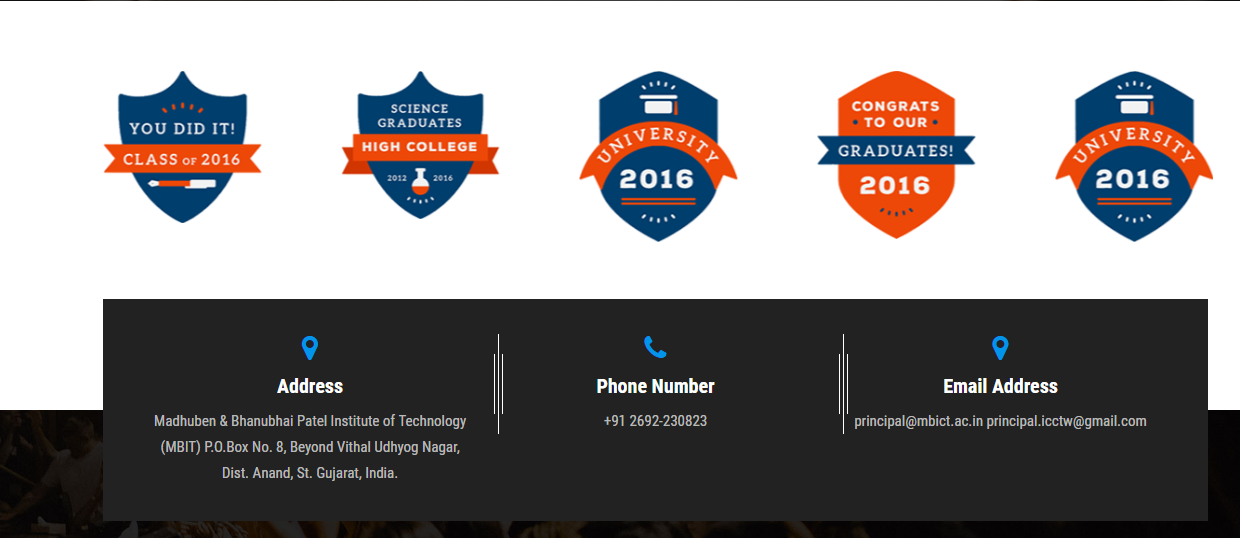 YOU DID IT!
CLASS OF 2016
SCIENCE
GRADUATES
HIGH COLLEGE
2012 2016
UNIVERSITY
2016
CONGRATS
TO OUR
GRADUATES!
2016
UNIVERSITY
2016
Address
Madhuben & Bhanubhai Patel Institute of Technology
(MBIT) P.O.Box No. 8, Beyond Vithal Udhyog Nagar,
Dist. Anand, St. Gujarat, India.
Phone Number
+91 2692-230823
Email Address
principal@mbict.ac.in principal.icctw@gmail.com